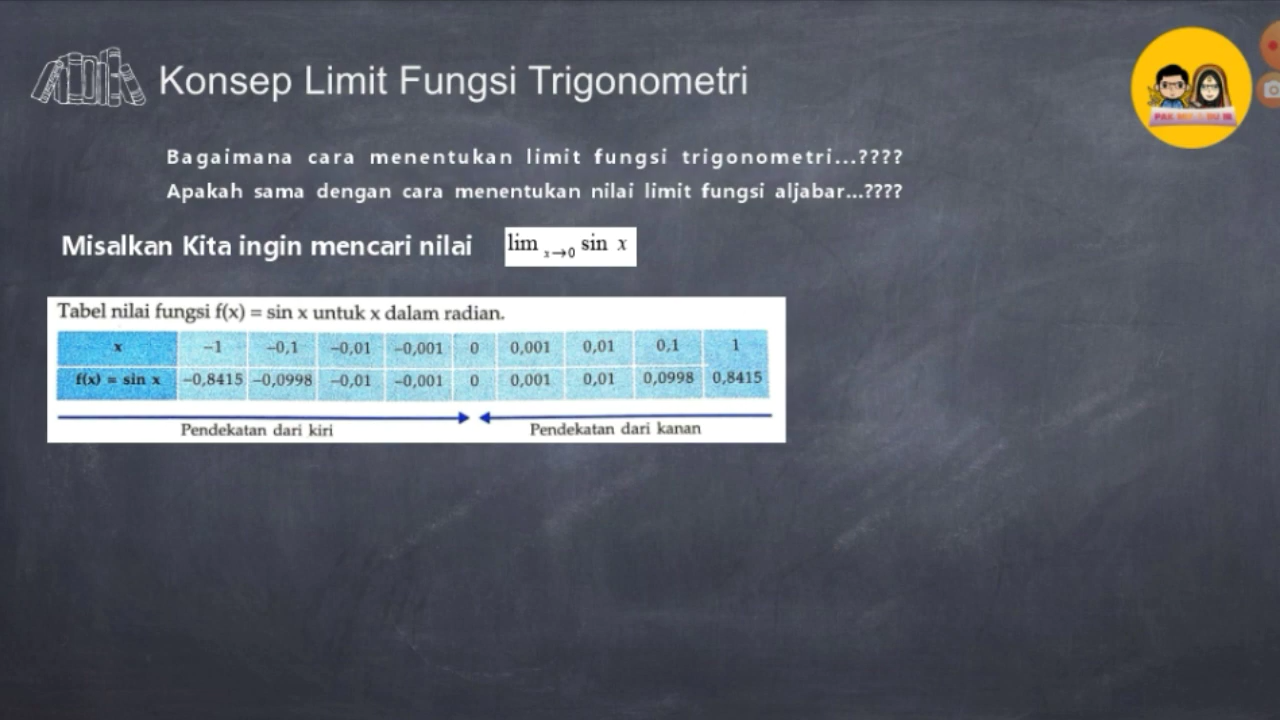 Konsep Limit Fungsi Trigonometri
Bagaimana cara menentukan limit fungsi trigonometri...????
Apakah sama dengan cara menentukan nilai limit fungsi aljabar...????
Misalkan Kita ingin mencari nilai lim x→0 sin x
Tabel nilai fungsi f(x) = sin x untuk x dalam radian.
x −1 −0,1 −0,01 −0,001 0 0,001 0,01 0,1 1
f(x) = sin x −0,8415 −0,0998 −0,01 −0,001 0 0,001 0,01 0,0998 0,8415
Pendekatan dari kiri Pendekatan dari kanan